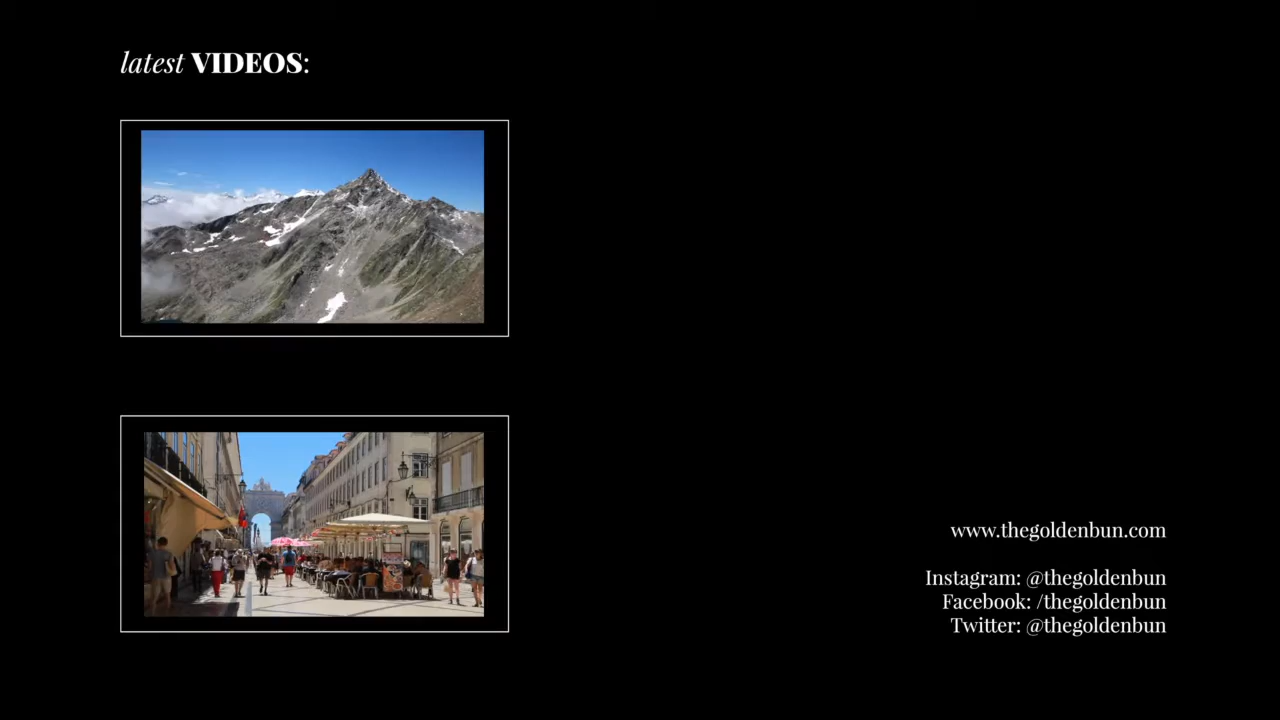 latest VIDEOS:
www.thegoldenbun.com
Instagram: @thegoldenbun
Facebook: /thegoldenbun
Twitter: @thegoldenbun